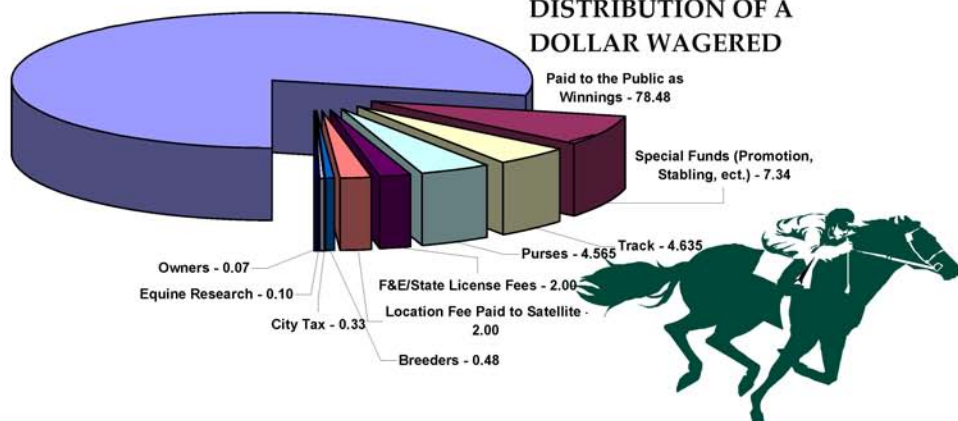 DISTRIBUTION OF A
DOLLAR WAGERED
Paid to the Public as
Winnings - 78.48
Special Funds (Promotion,
Stabling, ect.) - 7.34
Track - 4.635
Purses - 4.565
F&E/State License Fees - 2.00
Location Fee Paid to Satellite -
2.00
Breeders - 0.48
City Tax - 0.33
Equine Research - 0.10
Owners - 0.07